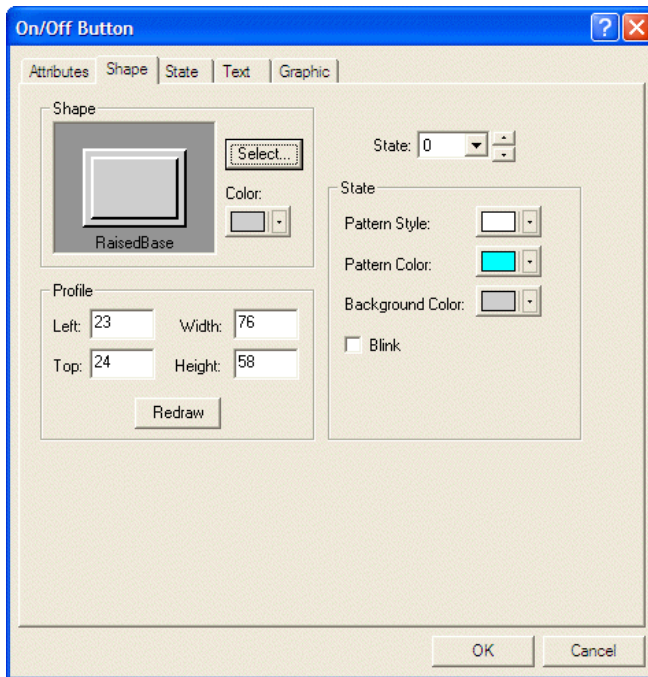 On/Off Button
Attributes Shape State Text Graphic
Shape
Select...
Color:
RaisedBase
State: 0
State
Pattern Style:
Pattern Color:
Background Color:
Blink
Profile
Left: 23 Width: 76
Top: 24 Height: 58
Redraw
OK Cancel